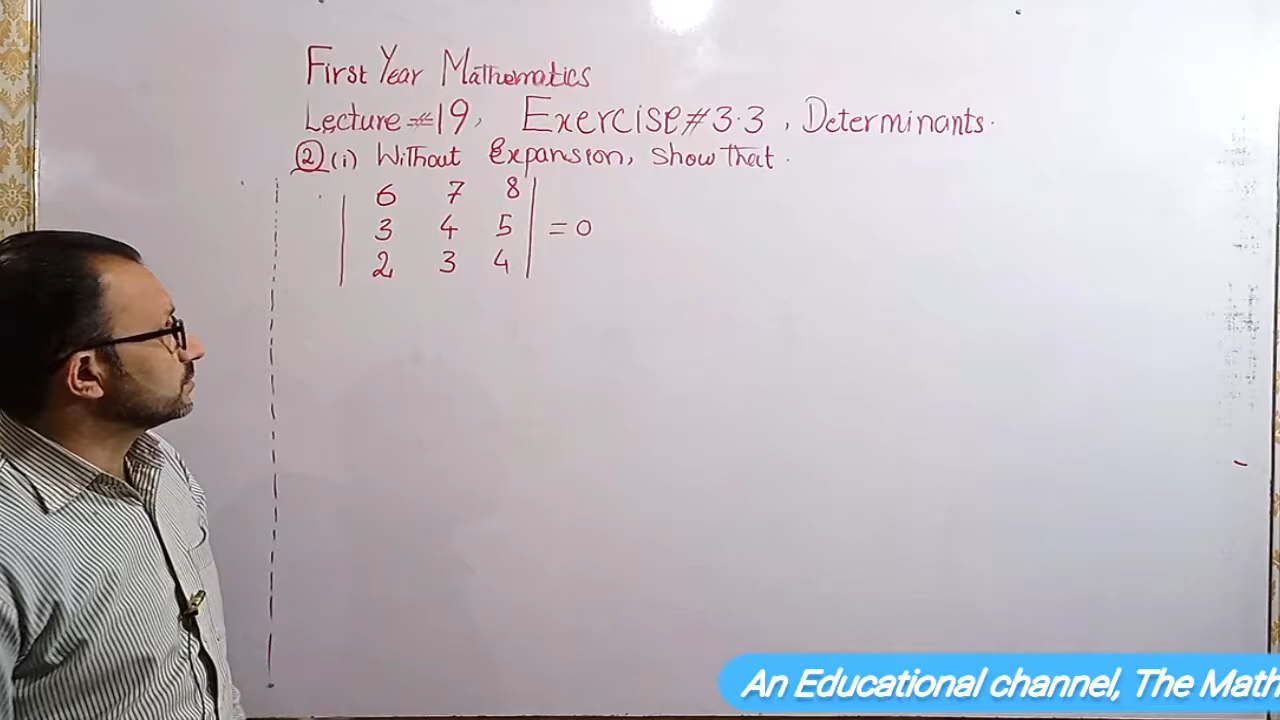 First Year Mathematics
Lecture #19, Exercise #3.3, Determinants.
② (i) Without Expansion, Show that.
| 6 7 8 |
| 3 4 5 | = 0
| 2 3 4 |
An Educational channel, The Math